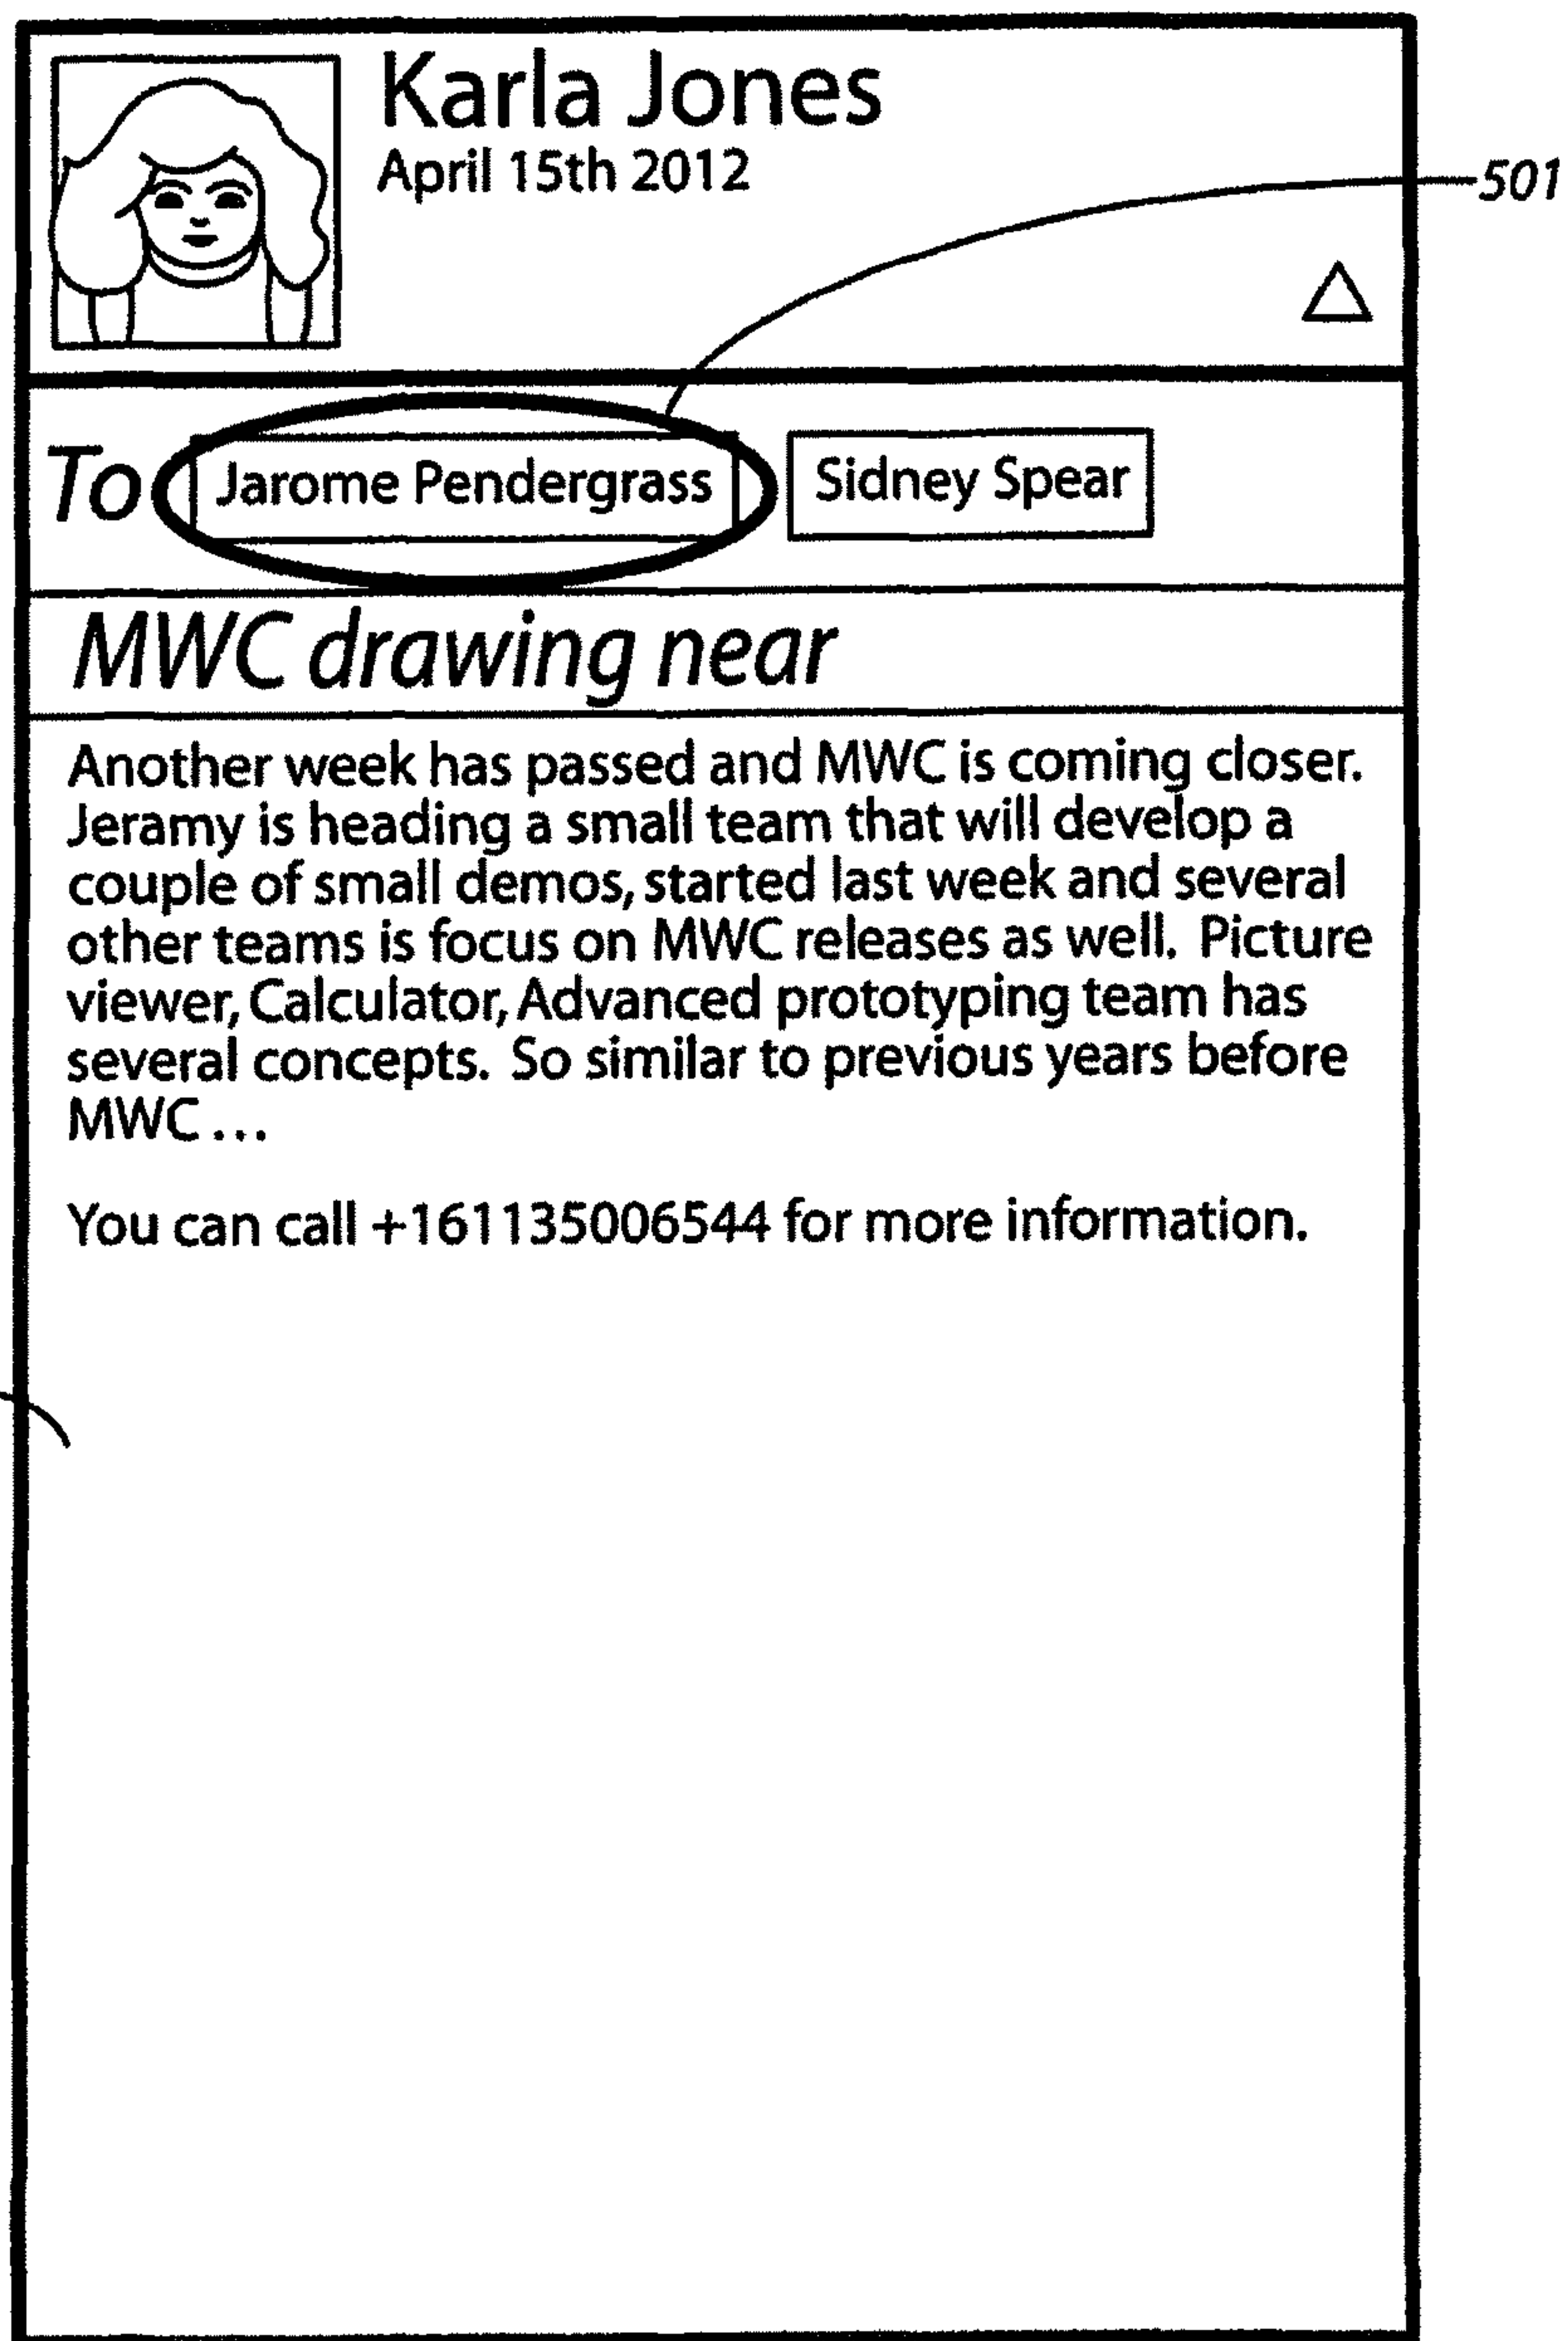 Karla Jones
April 15th 2012
501
To Jarome Pendergrass Sidney Spear
MWC drawing near
Another week has passed and MWC is coming closer.
Jeramy is heading a small team that will develop a
couple of small demos, started last week and several
other teams is focus on MWC releases as well. Picture
viewer, Calculator, Advanced prototyping team has
several concepts. So similar to previous years before
MWC...
You can call +161135006544 for more information.